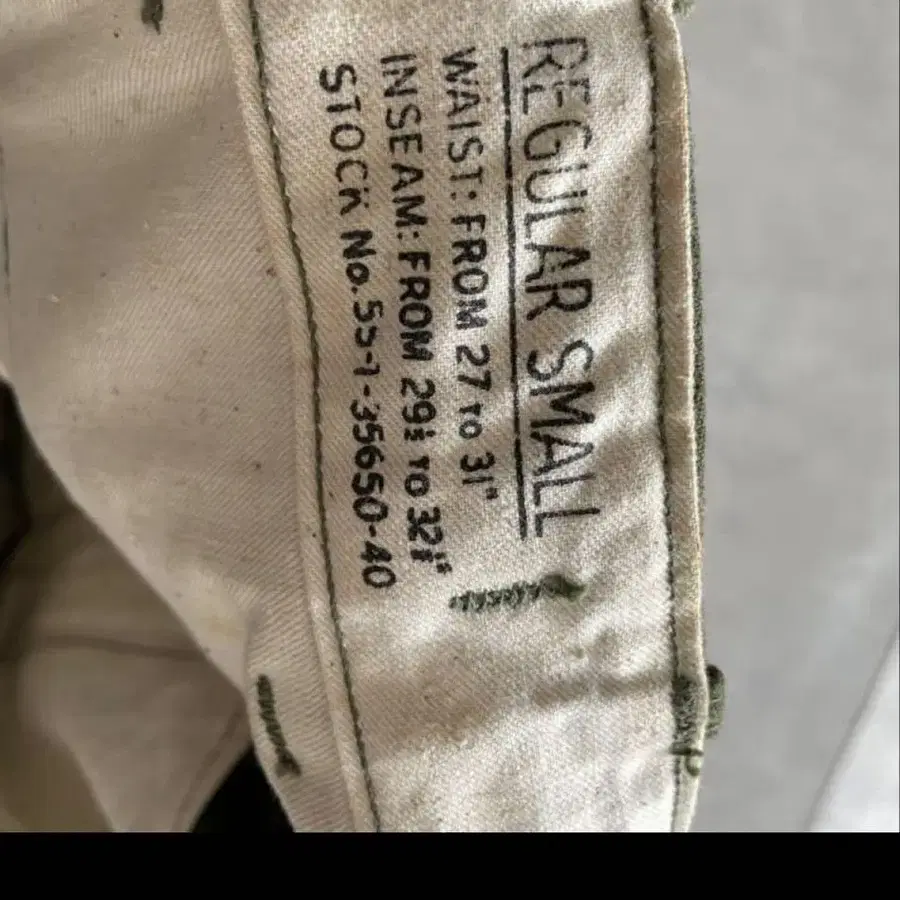 REGULAR SMALL
WAIST: FROM 27 TO 31"
INSEAM: FROM 29½ TO 32½"
STOCK No. 55-1-35650-40